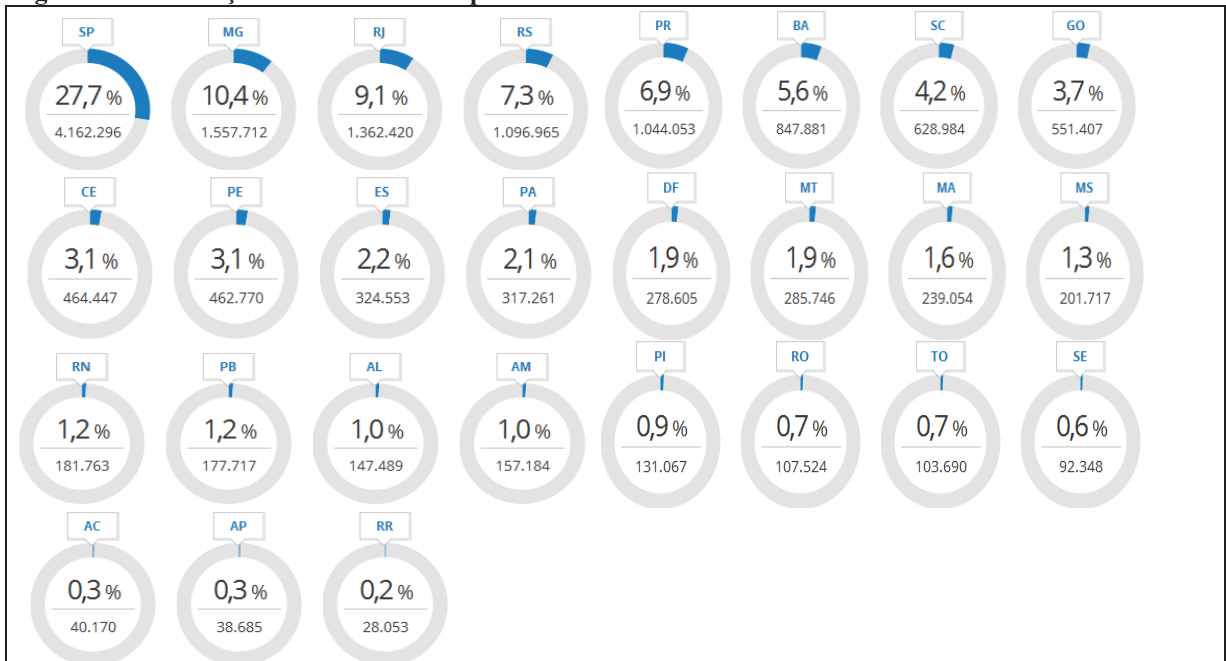 SP MG RJ RS PR BA SC GO
27,7 % 10,4 % 9,1 % 7,3 % 6,9 % 5,6 % 4,2 % 3,7 %
4.162.296 1.557.712 1.362.420 1.096.965 1.044.053 847.881 628.984 551.407
CE PE ES PA DF MT MA MS
3,1 % 3,1 % 2,2 % 2,1 % 1,9 % 1,9 % 1,6 % 1,3 %
464.447 462.770 324.553 317.261 278.605 285.746 239.054 201.717
RN PB AL AM PI RO TO SE
1,2 % 1,2 % 1,0 % 1,0 % 0,9 % 0,7 % 0,7 % 0,6 %
181.763 177.717 147.489 157.184 131.067 107.524 103.690 92.348
AC AP RR
0,3 % 0,3 % 0,2 %
40.170 38.685 28.053